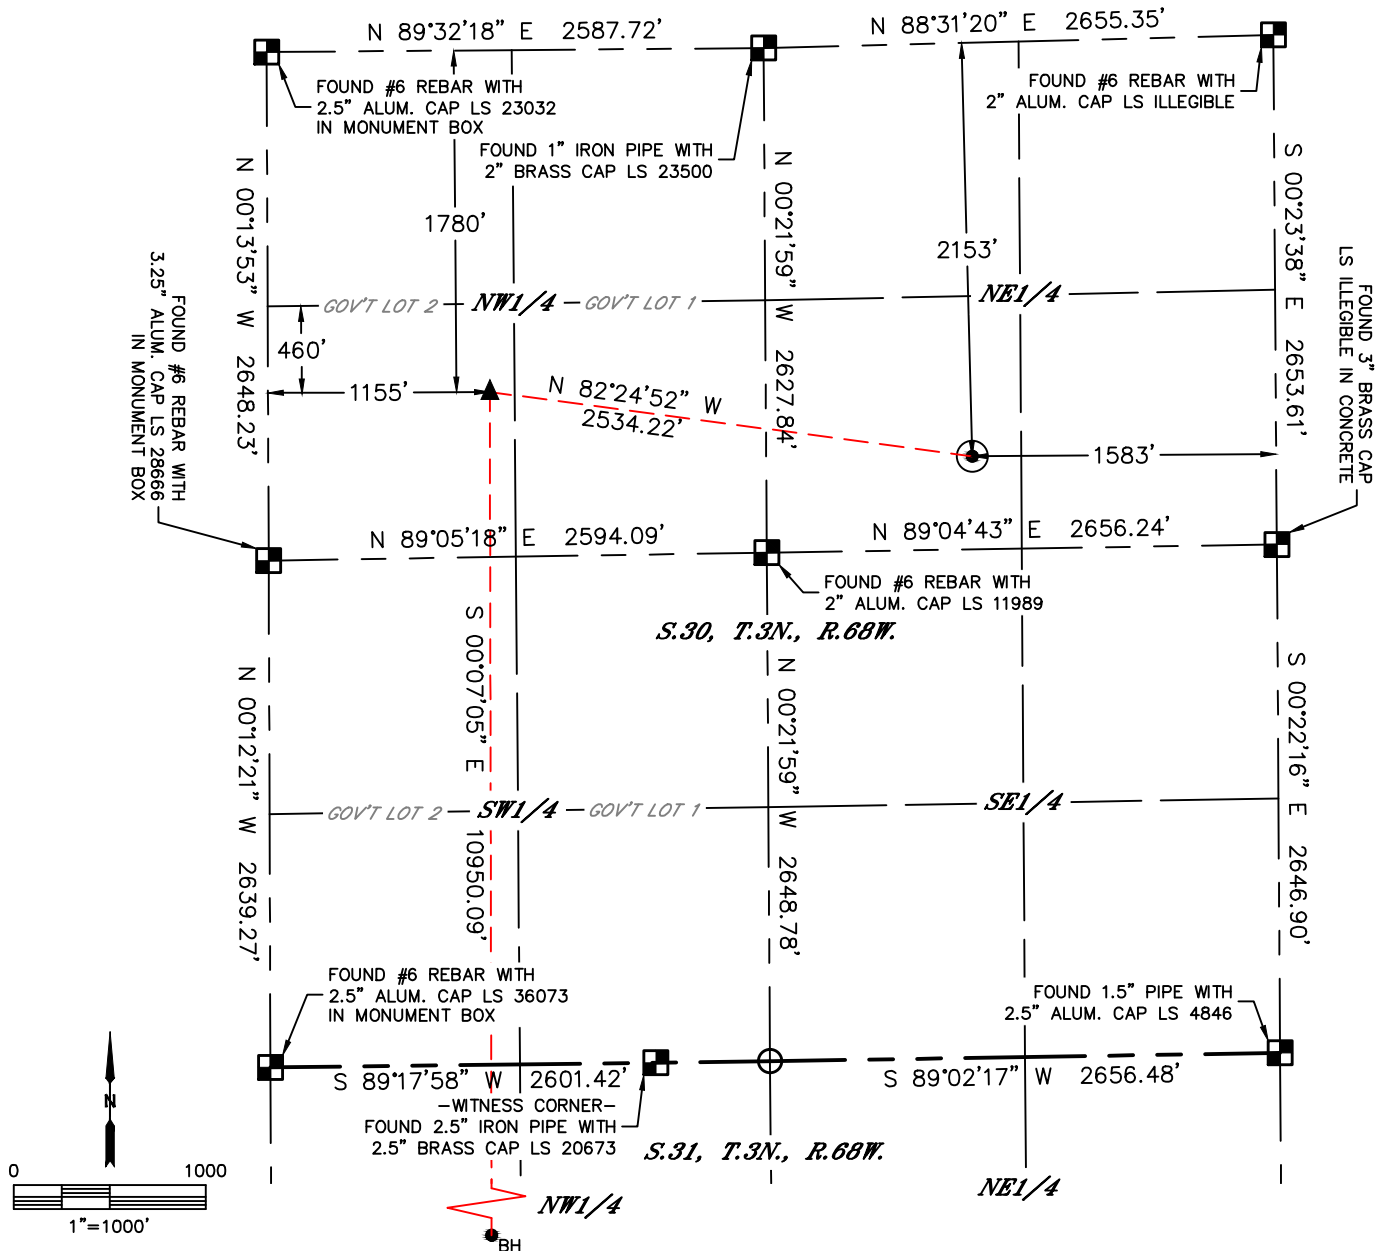 N 89°32'18" E 2587.72'
N 88°31'20" E 2655.35'
FOUND #6 REBAR WITH
2.5" ALUM. CAP LS 23032
IN MONUMENT BOX
FOUND #6 REBAR WITH
2" ALUM. CAP LS ILLEGIBLE
FOUND 1" IRON PIPE WITH
2" BRASS CAP LS 23500
N 00°13'53" W 2648.23'
N 00°21'59" W 2627.84'
S 00°23'38" E 2653.61'
1780'
2153'
FOUND 3" BRASS CAP
LS ILLEGIBLE IN CONCRETE
FOUND #6 REBAR WITH
3.25" ALUM. CAP LS 28666
IN MONUMENT BOX
GOV'T LOT 2
NW1/4
GOV'T LOT 1
NE1/4
460'
1155'
N 82°24'52" W
2534.22'
1583'
N 89°05'18" E 2594.09'
N 89°04'43" E 2656.24'
FOUND #6 REBAR WITH
2" ALUM. CAP LS 11989
S.30, T.3N., R.68W.
S 00°07'05" E 10950.09'
N 00°12'21" W 2639.27'
N 00°21'59" W 2648.78'
S 00°22'16" E 2646.90'
GOV'T LOT 2
SW1/4
GOV'T LOT 1
SE1/4
FOUND #6 REBAR WITH
2.5" ALUM. CAP LS 36073
IN MONUMENT BOX
FOUND 1.5" PIPE WITH
2.5" ALUM. CAP LS 4846
S 89°17'58" W 2601.42'
S 89°02'17" W 2656.48'
-WITNESS CORNER-
FOUND 2.5" IRON PIPE WITH
2.5" BRASS CAP LS 20673
S.31, T.3N., R.68W.
N
0 1000
1"=1000'
NW1/4
NE1/4
BH